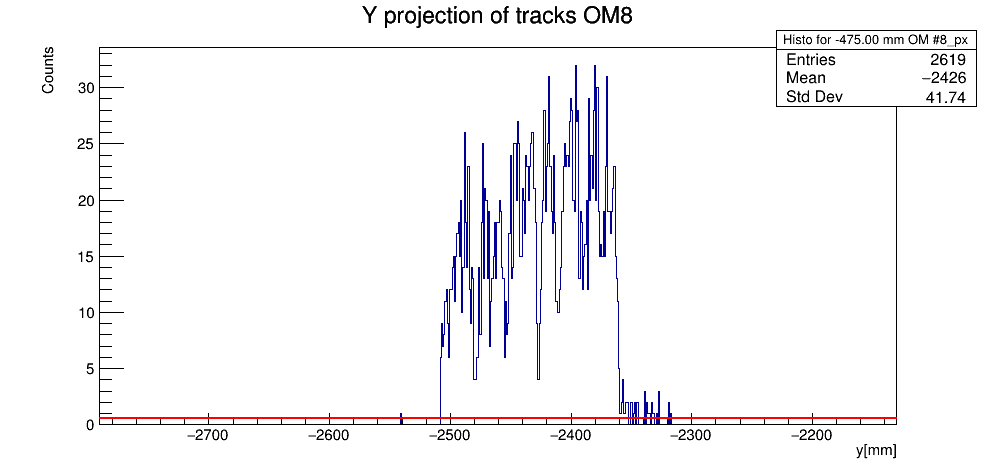 Y projection of tracks OM8
Histo for -475.00 mm OM #8_px
Entries 2619
Mean −2426
Std Dev 41.74
Counts
30
25
20
15
10
5
0
−2700 −2600 −2500 −2400 −2300 −2200
y[mm]